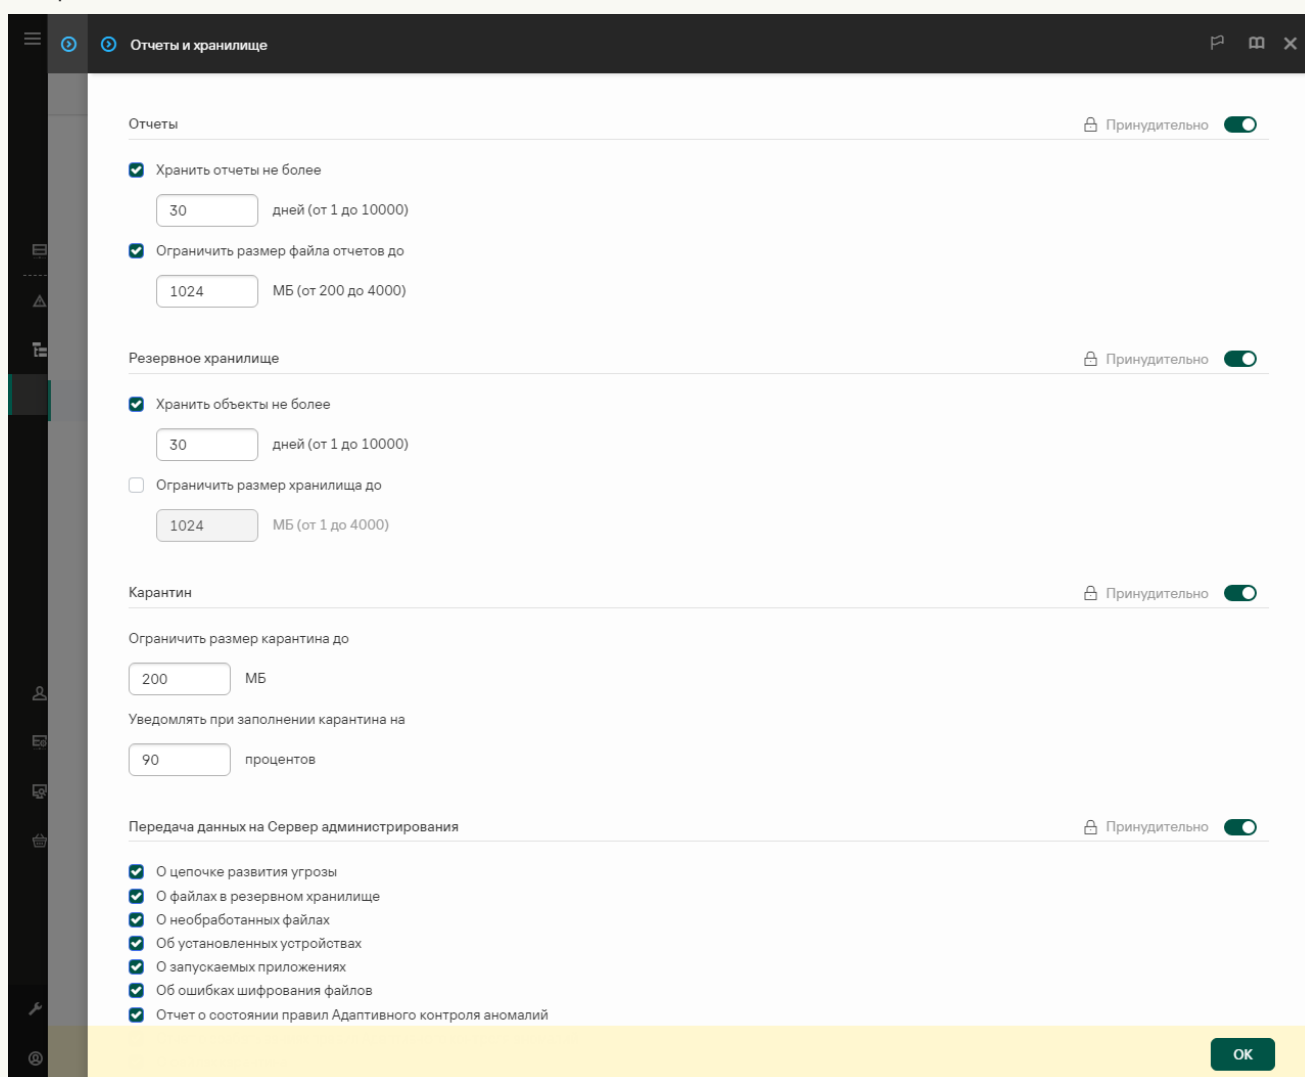 Отчеты и хранилище
Отчеты Принудительно
Хранить отчеты не более
30 дней (от 1 до 10000)
Ограничить размер файла отчетов до
1024 МБ (от 200 до 4000)
Резервное хранилище Принудительно
Хранить объекты не более
30 дней (от 1 до 10000)
Ограничить размер хранилища до
1024 МБ (от 1 до 4000)
Карантин Принудительно
Ограничить размер карантина до
200 МБ
Уведомлять при заполнении карантина на
90 процентов
Передача данных на Сервер администрирования Принудительно
О цепочке развития угрозы
О файлах в резервном хранилище
О необработанных файлах
Об установленных устройствах
О запускаемых приложениях
Об ошибках шифрования файлов
Отчет о состоянии правил Адаптивного контроля аномалий
ОК